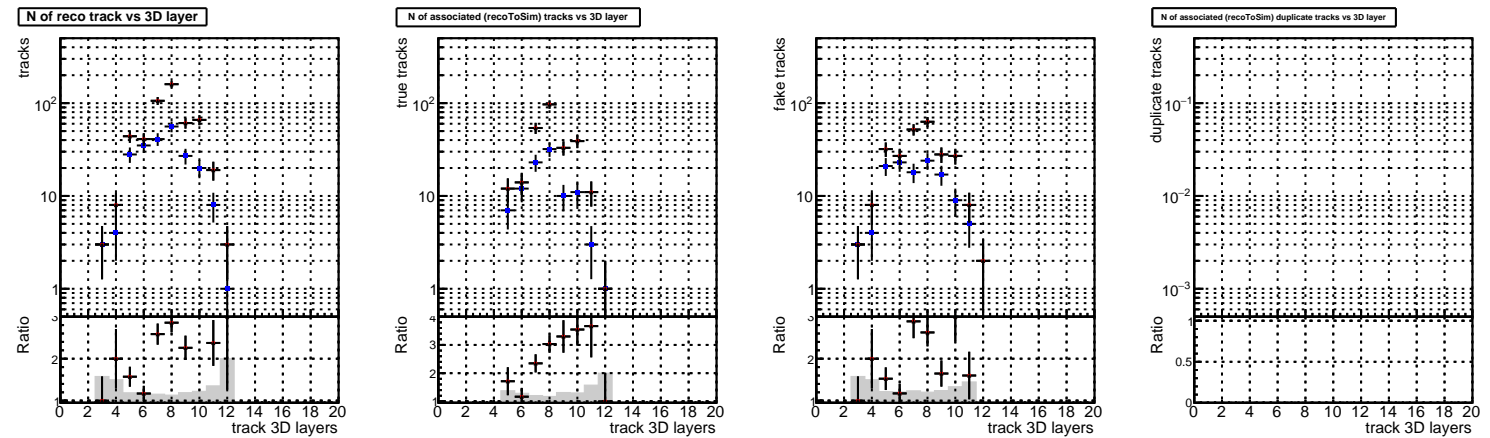 N of reco track vs 3D layer
tracks
10²
10
1
Ratio
3
2
1
0 2 4 6 8 10 12 14 16 18 20
track 3D layers
N of associated (recoToSim) tracks vs 3D layer
true tracks
10²
10
1
Ratio
4
3
2
1
0 2 4 6 8 10 12 14 16 18 20
track 3D layers
fake tracks
10²
10
1
Ratio
3
2
1
0 2 4 6 8 10 12 14 16 18 20
track 3D layers
N of associated (recoToSim) duplicate tracks vs 3D layer
duplicate tracks
10⁻¹
10⁻²
10⁻³
Ratio
1
0.5
0
0 2 4 6 8 10 12 14 16 18 20
track 3D layers